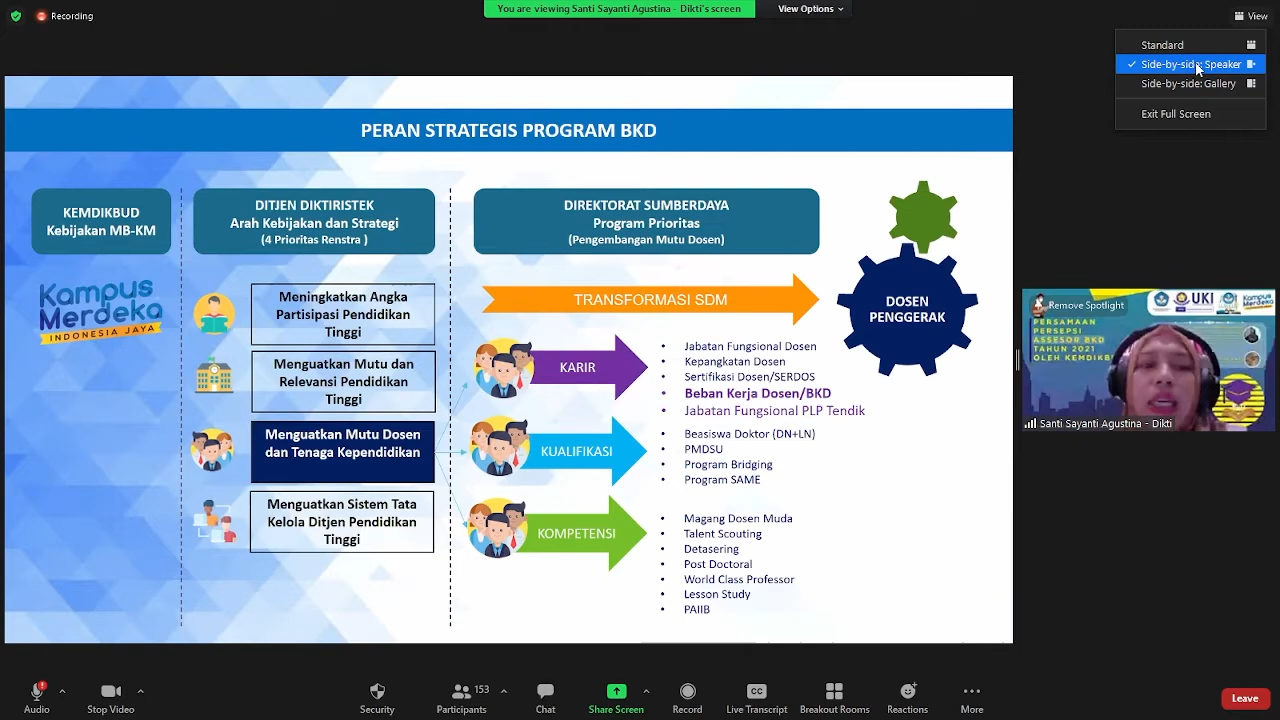 Recording
You are viewing Santi Sayanti Agustina - Dikti's screen
View Options
View
Standard
Side-by-side: Speaker
Side-by-side: Gallery
Exit Full Screen
PERAN STRATEGIS PROGRAM BKD
KEMDIKBUD
Kebijakan MB-KM
Kampus
Merdeka
INDONESIA JAYA
DITJEN DIKTIRISTEK
Arah Kebijakan dan Strategi
(4 Prioritas Renstra )
Meningkatkan Angka
Partisipasi Pendidikan
Tinggi
Menguatkan Mutu dan
Relevansi Pendidikan
Tinggi
Menguatkan Mutu Dosen
dan Tenaga Kependidikan
Menguatkan Sistem Tata
Kelola Ditjen Pendidikan
Tinggi
DIREKTORAT SUMBERDAYA
Program Prioritas
(Pengembangan Mutu Dosen)
TRANSFORMASI SDM
KARIR
• Jabatan Fungsional Dosen
• Kepangkatan Dosen
• Sertifikasi Dosen/SERDOS
• Beban Kerja Dosen/BKD
• Jabatan Fungsional PLP Tendik
KUALIFIKASI
• Beasiswa Doktor (DN+LN)
• PMDSU
• Program Bridging
• Program SAME
KOMPETENSI
• Magang Dosen Muda
• Talent Scouting
• Detasering
• Post Doctoral
• World Class Professor
• Lesson Study
• PAIIB
DOSEN
PENGGERAK
Remove Spotlight
UKI
Kampus
Merdeka
PERSAMAAN
PERSEPSI
ASSESOR BKD
TAHUN 2021
OLEH KEMDIKB
Santi Sayanti Agustina - Dikti
Audio
Stop Video
Security
Participants
153
Chat
Share Screen
Record
CC
Live Transcript
Breakout Rooms
Reactions
More
Leave